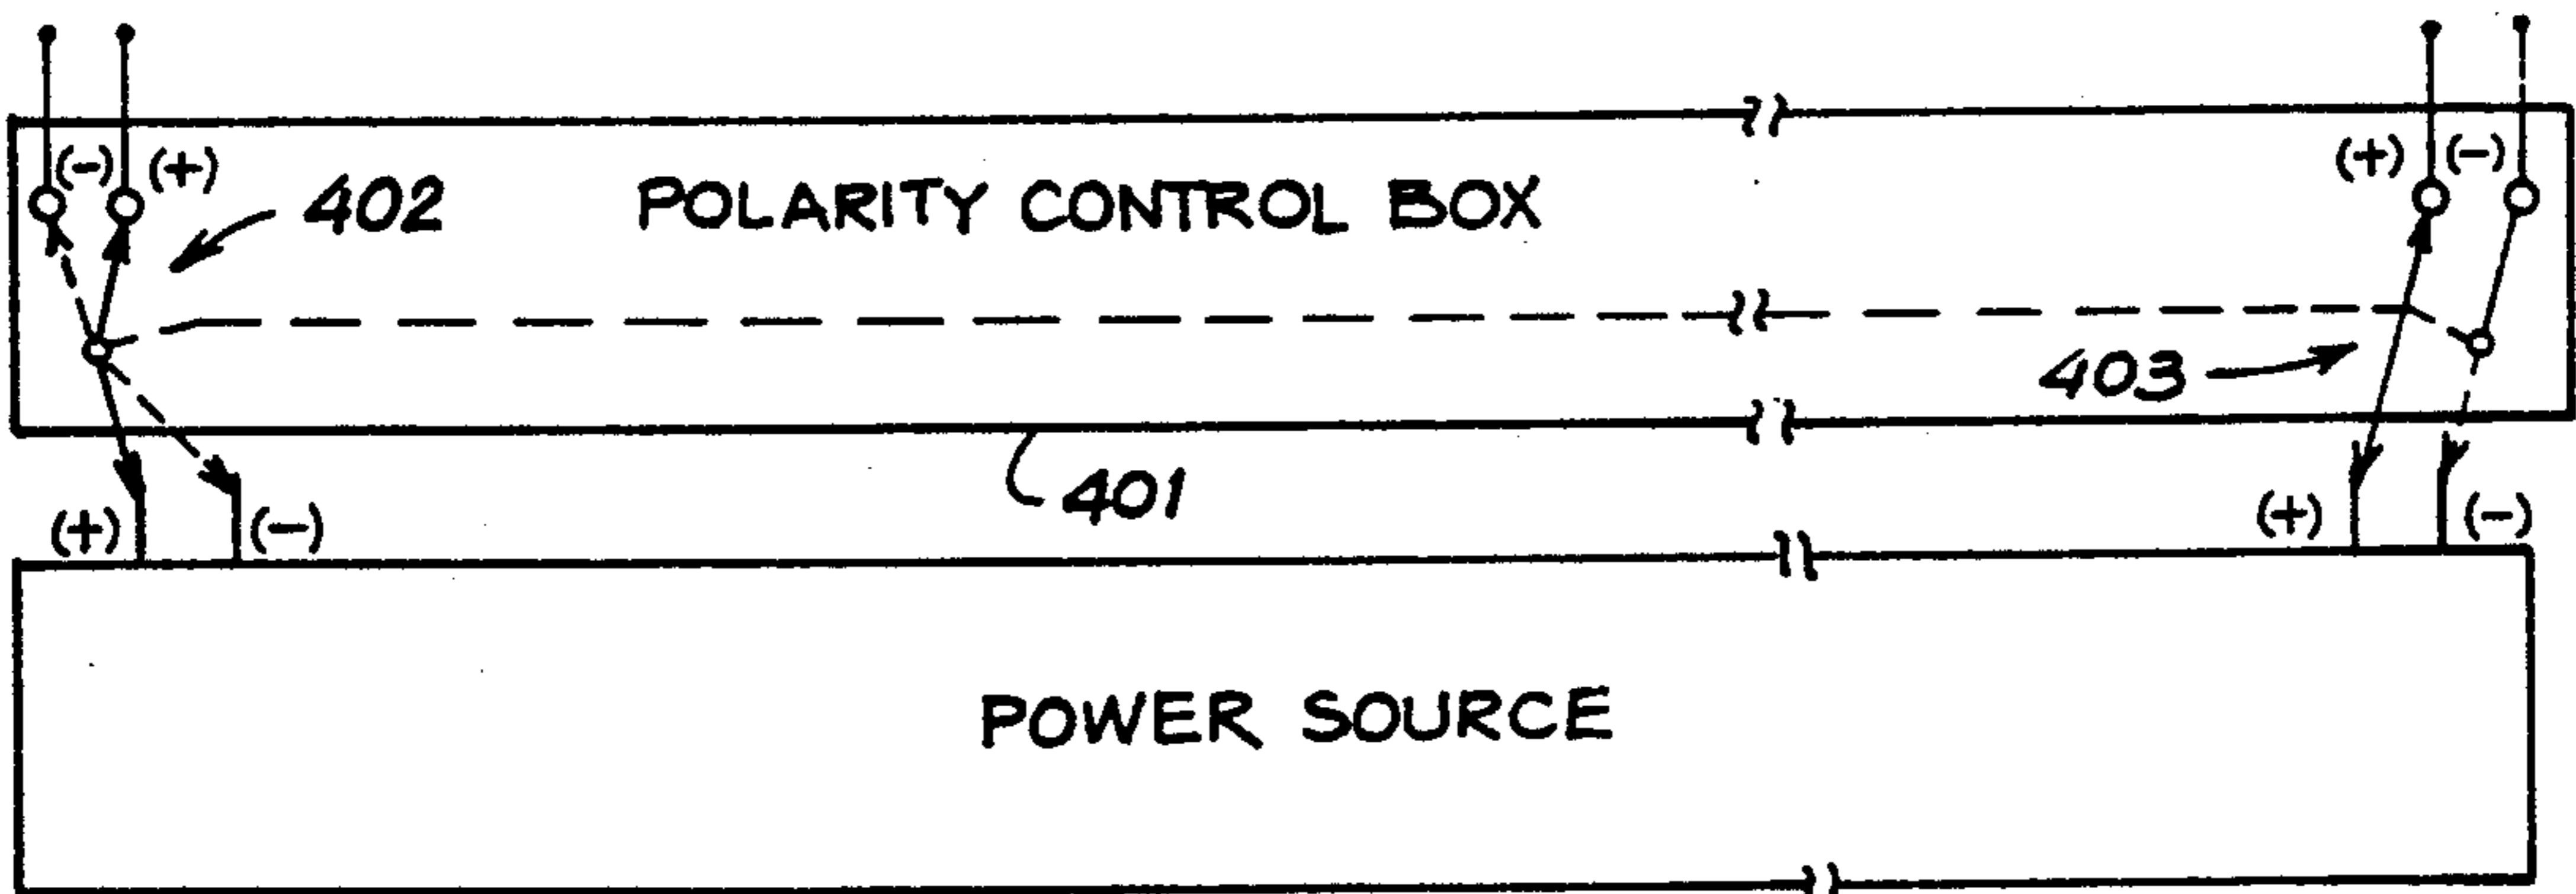 (-) (+) (+) (-)
402 POLARITY CONTROL BOX
403
401
(+) (-) (+) (-)
POWER SOURCE